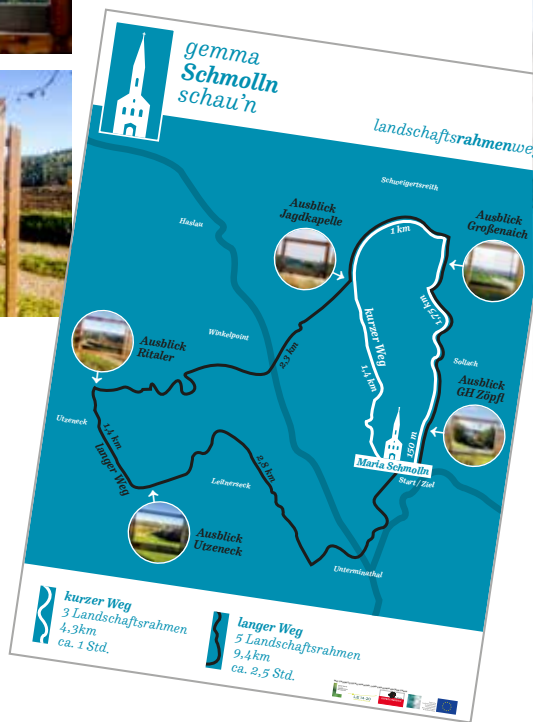 gemma
Schmolln
schau'n
landschaftsrahmenweg
Schweigertsreith
Ausblick
Jagdkapelle
Ausblick
Großenaich
Haslau
1 km
1,75 km
kurzer Weg
Winkelpoint
2,3 km
Ausblick
Ritaler
Sollach
1,4 km
Ausblick
GH Zöpfl
Utzeneck
1,4 km
langer Weg
150 m
Maria Schmolln
Start/Ziel
2,8 km
Leitnerseck
Ausblick
Utzeneck
Unterminathal
kurzer Weg
3 Landschaftsrahmen
4,3km
ca. 1 Std.
langer Weg
5 Landschaftsrahmen
9,4km
ca. 2,5 Std.